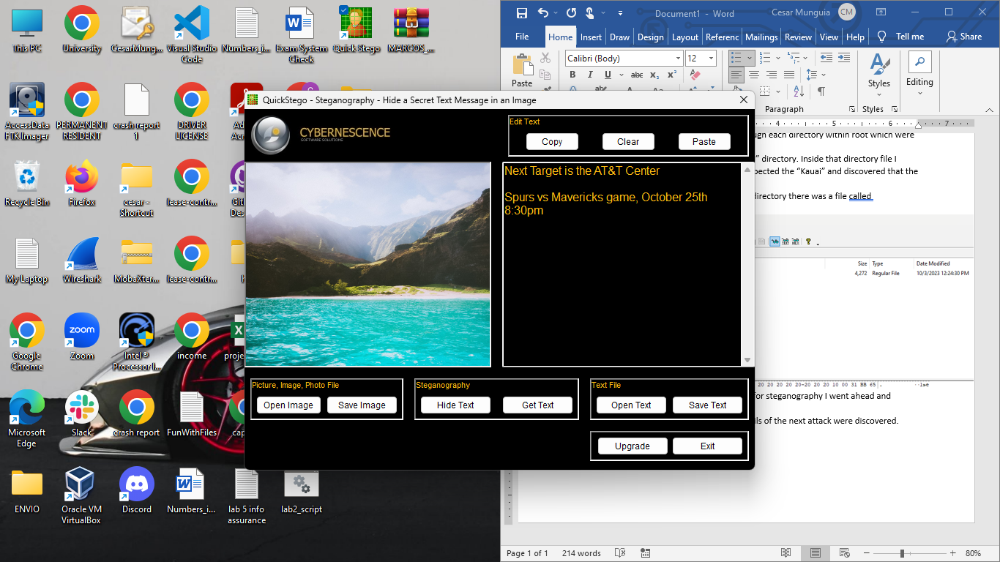 This PC
University
CesarMung...
Visual Studio Code
Numbers_i...
Exam System Check
Quick Stego
IMARCOS_...
AccessData FTK Imager
PERMANENT RESIDENT
crash report 1
DRIVER LICENSE
Recycle Bin
Firefox
cesar - Shortcut
lease-contr...
My Laptop
Wireshark
MobaXter...
lease-contr...
Google Chrome
Zoom
zoom
Intel® Processor I...
income
Microsoft Edge
Slack
crash report
FunWithFiles
ENVIO
Oracle VM VirtualBox
Discord
Numbers_i...
lab 5 info assurance
lab2_script
Document1 - Word
Cesar Munguia
CM
File
Home
Insert
Draw
Design
Layout
Referenc
Mailings
Review
View
Help
Tell me
Share
Paste
Calibri (Body)
12
B I U abc x₂ x²
Paragraph
Styles
Styles
Editing
QuickStego - Steganography - Hide a Secret Text Message in an Image
CYBERNESCENCE
SOFTWARE SOLUTIONS
Edit Text
Copy
Clear
Paste
Next Target is the AT&T Center
Spurs vs Mavericks game, October 25th
8:30pm
Picture, Image, Photo File
Open Image
Save Image
Steganography
Hide Text
Get Text
Text File
Open Text
Save Text
Upgrade
Exit
4 5 6 7
ugh each directory within root which were
” directory. Inside that directory file I
pected the “Kauai” and discovered that the
directory there was a file called
Size Type Date Modified
4,272 Regular File 10/3/2023 12:24:30 PM
20 20 20 20 20-20 20 20 10 00 31 BB 65
for steganography I went ahead and
ils of the next attack were discovered.
Page 1 of 1
214 words
80%